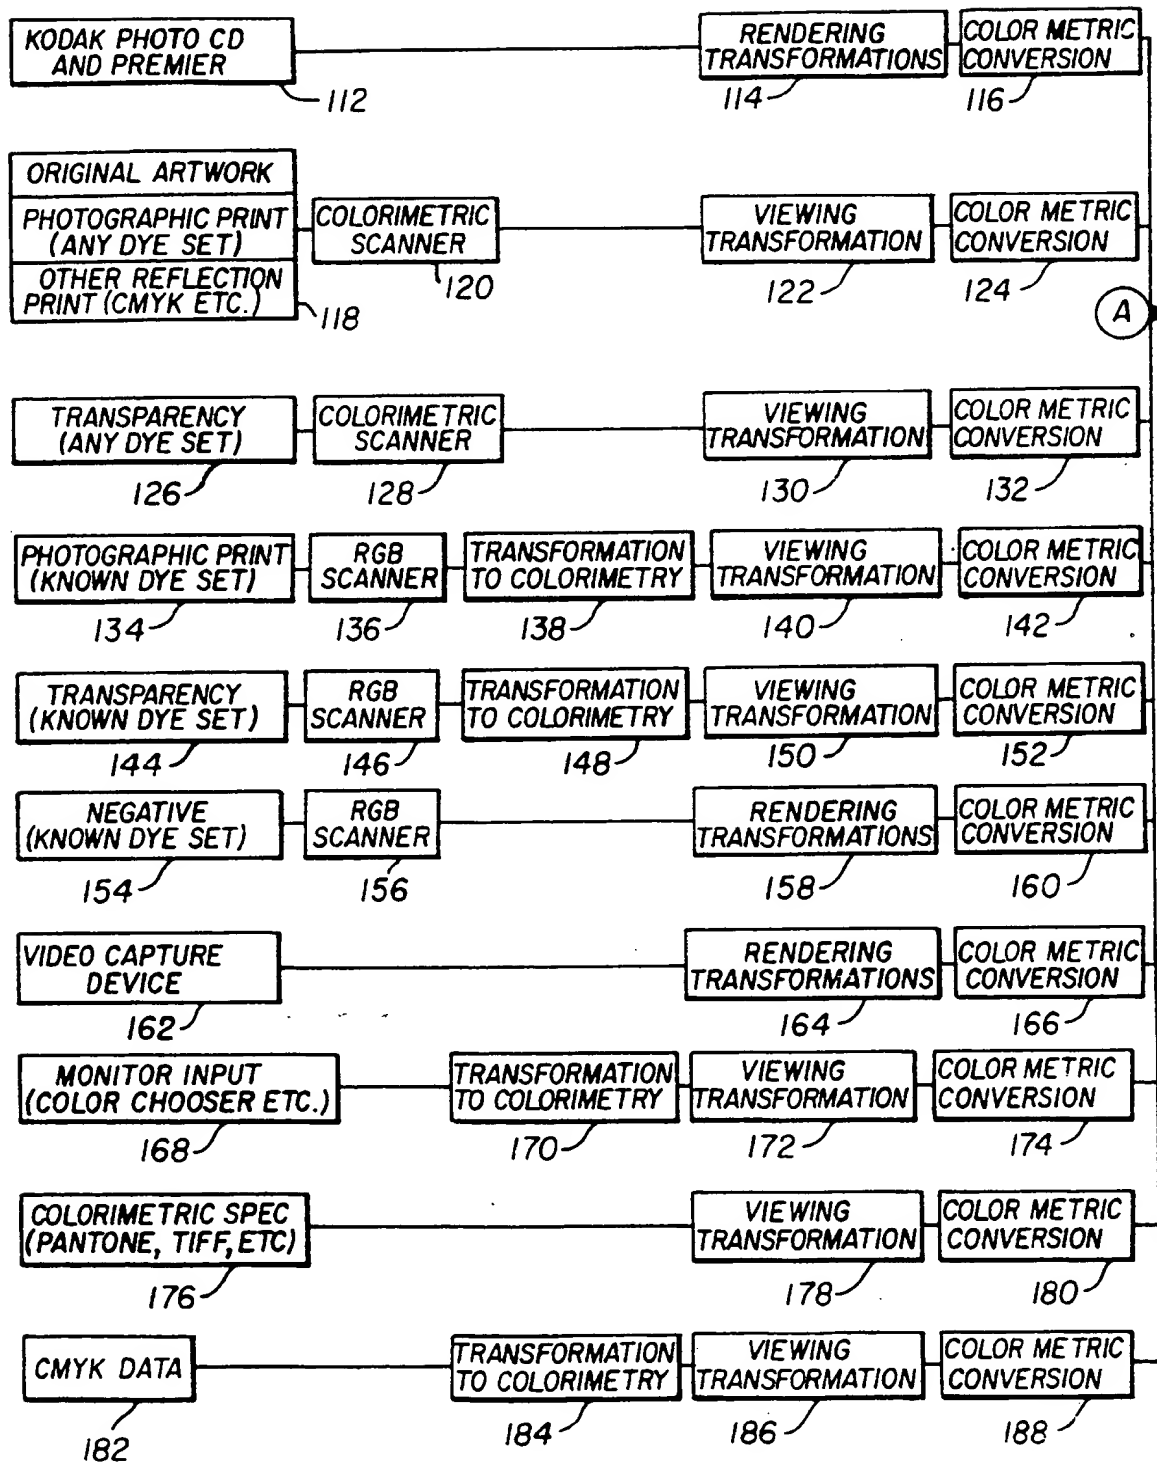 KODAK PHOTO CD
AND PREMIER
112
RENDERING
TRANSFORMATIONS
114
COLOR METRIC
CONVERSION
116
ORIGINAL ARTWORK
PHOTOGRAPHIC PRINT
(ANY DYE SET)
OTHER REFLECTION
PRINT (CMYK ETC.)
118
COLORIMETRIC
SCANNER
120
VIEWING
TRANSFORMATION
122
COLOR METRIC
CONVERSION
124
A
TRANSPARENCY
(ANY DYE SET)
126
COLORIMETRIC
SCANNER
128
VIEWING
TRANSFORMATION
130
COLOR METRIC
CONVERSION
132
PHOTOGRAPHIC PRINT
(KNOWN DYE SET)
134
RGB
SCANNER
136
TRANSFORMATION
TO COLORIMETRY
138
VIEWING
TRANSFORMATION
140
COLOR METRIC
CONVERSION
142
TRANSPARENCY
(KNOWN DYE SET)
144
RGB
SCANNER
146
TRANSFORMATION
TO COLORIMETRY
148
VIEWING
TRANSFORMATION
150
COLOR METRIC
CONVERSION
152
NEGATIVE
(KNOWN DYE SET)
154
RGB
SCANNER
156
RENDERING
TRANSFORMATIONS
158
COLOR METRIC
CONVERSION
160
VIDEO CAPTURE
DEVICE
162
RENDERING
TRANSFORMATIONS
164
COLOR METRIC
CONVERSION
166
MONITOR INPUT
(COLOR CHOOSER ETC.)
168
TRANSFORMATION
TO COLORIMETRY
170
VIEWING
TRANSFORMATION
172
COLOR METRIC
CONVERSION
174
COLORIMETRIC SPEC
(PANTONE, TIFF, ETC)
176
VIEWING
TRANSFORMATION
178
COLOR METRIC
CONVERSION
180
CMYK DATA
182
TRANSFORMATION
TO COLORIMETRY
184
VIEWING
TRANSFORMATION
186
COLOR METRIC
CONVERSION
188